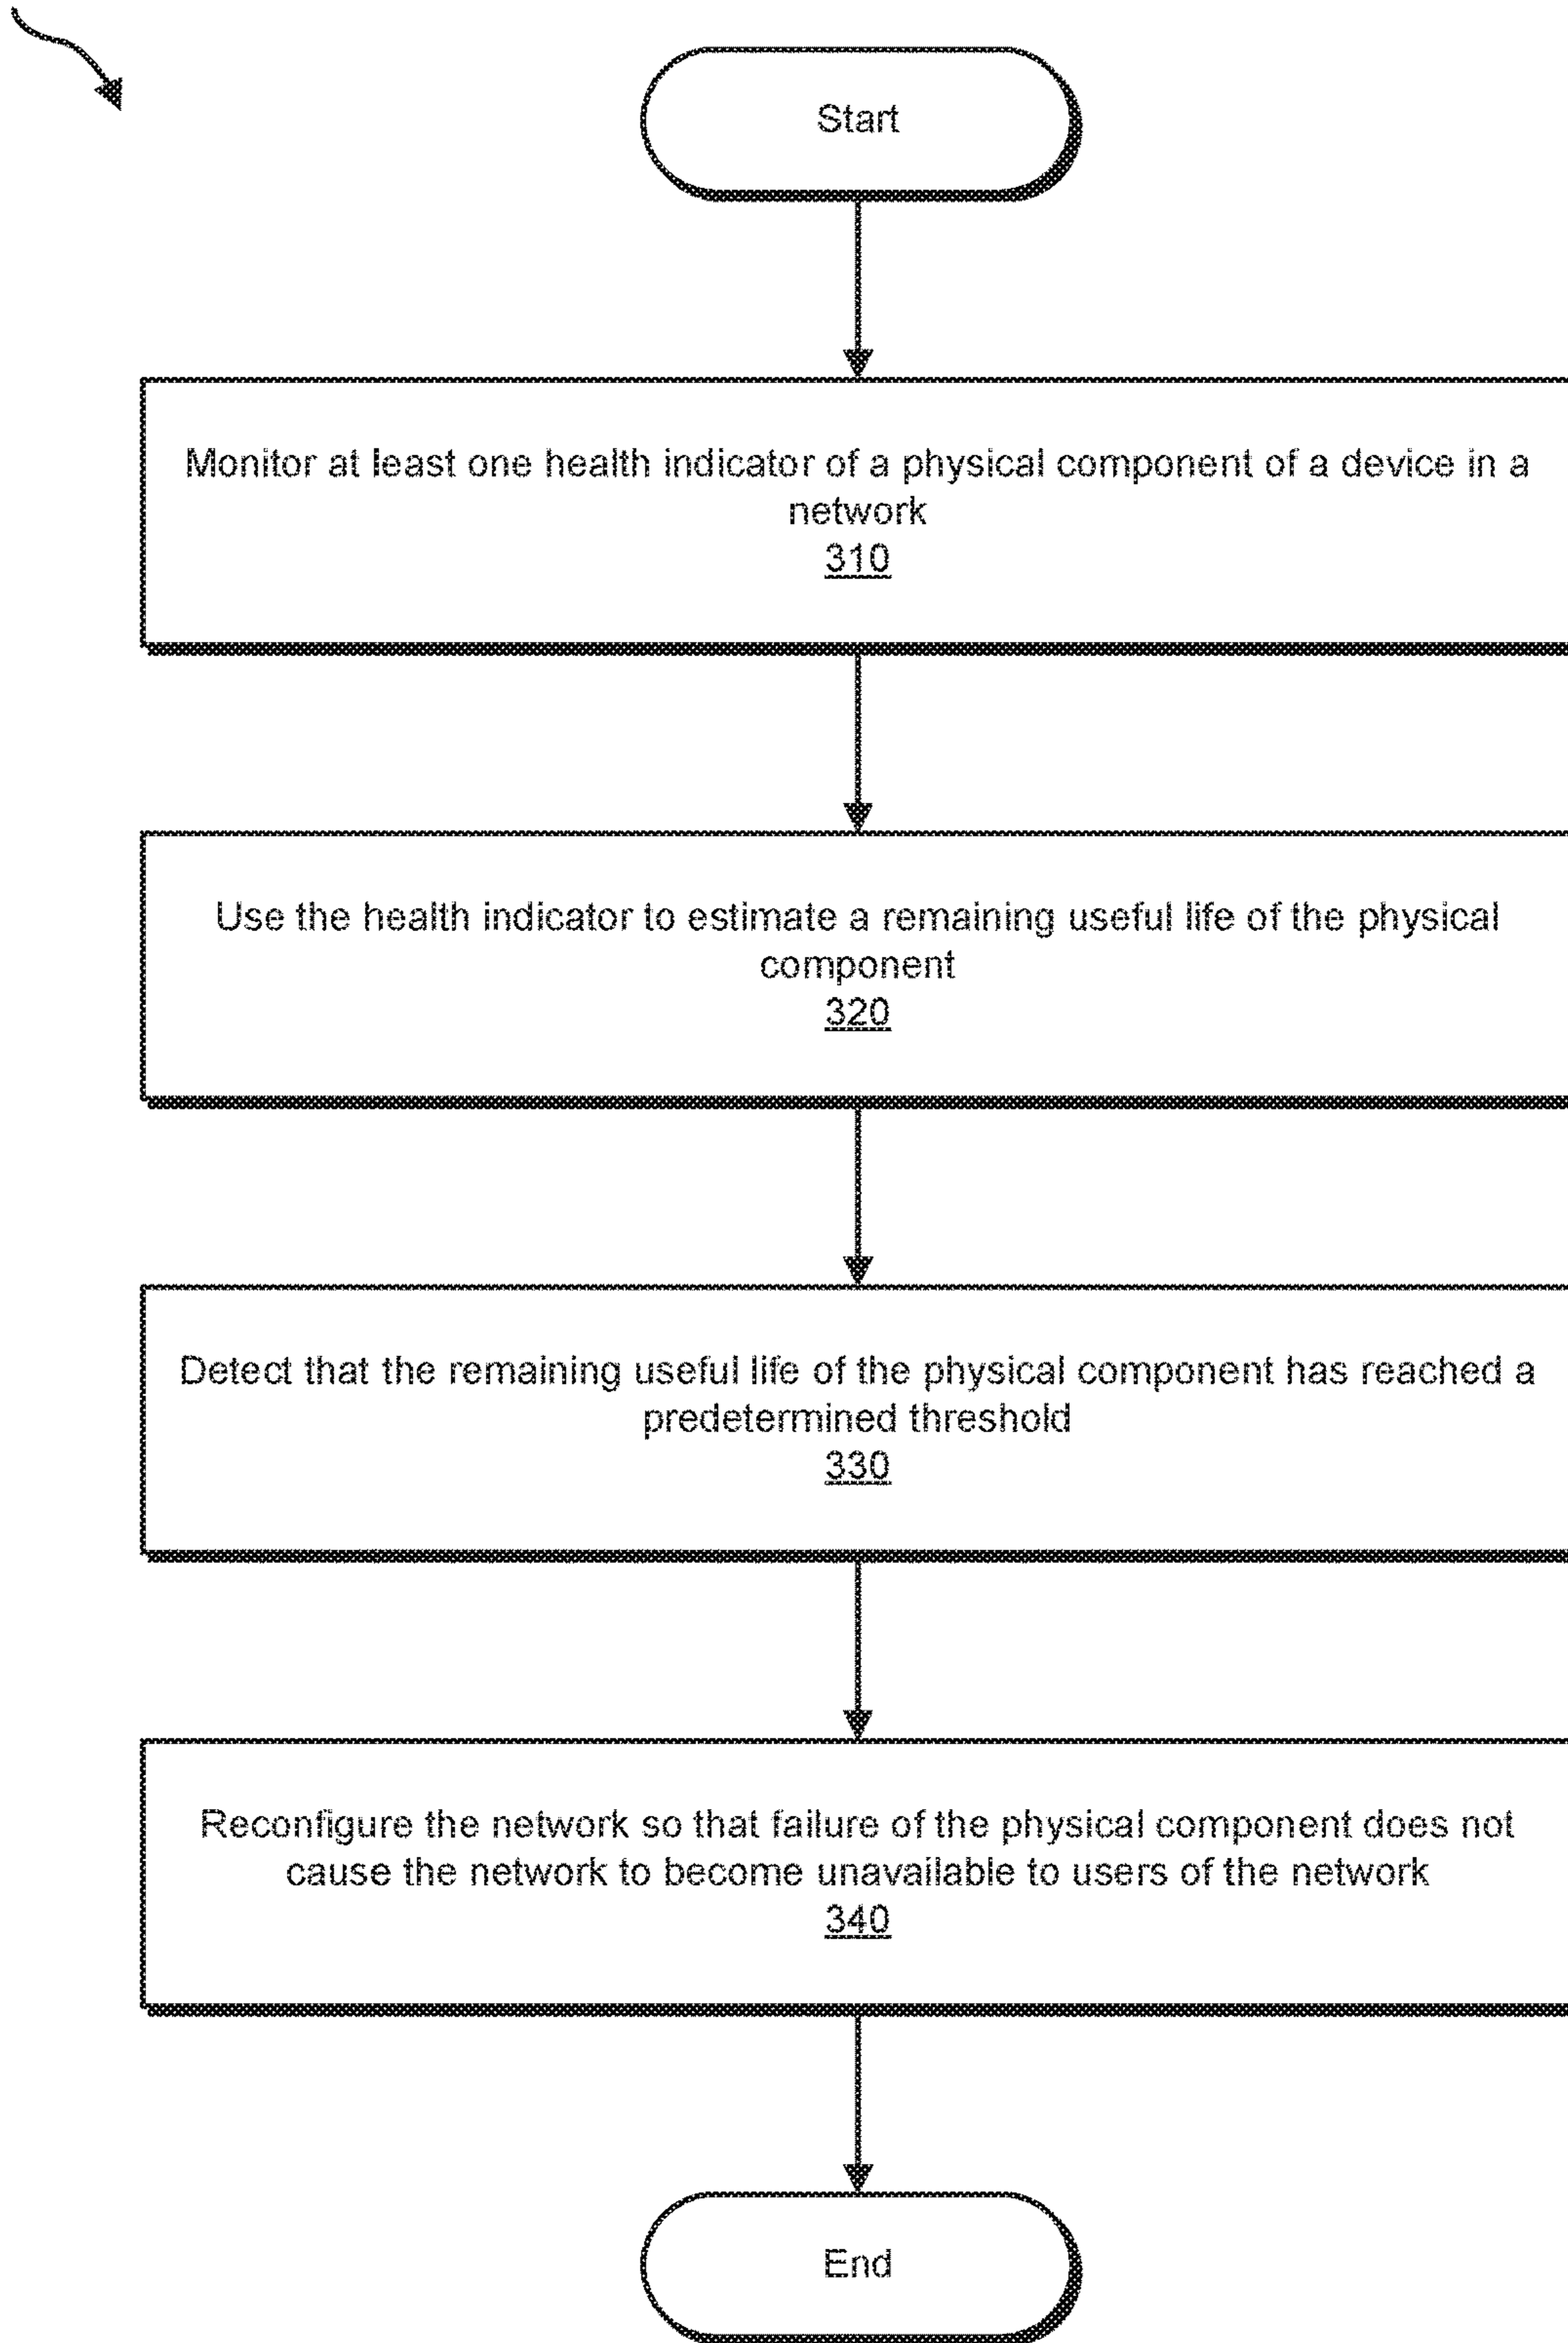 Start
Monitor at least one health indicator of a physical component of a device in a
network
310
Use the health indicator to estimate a remaining useful life of the physical
component
320
Detect that the remaining useful life of the physical component has reached a
predetermined threshold
330
Reconfigure the network so that failure of the physical component does not
cause the network to become unavailable to users of the network
340
End